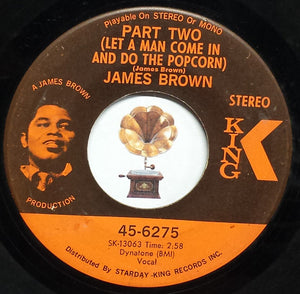 Playable On STEREO Or MONO
PART TWO
(LET A MAN COME IN
AND DO THE POPCORN)
(James Brown)
JAMES BROWN
A JAMES BROWN
STEREO
KING
PRODUCTION
45-6275
SK-13063 Time: 2:58
Dynatone (BMI)
Vocal
Distributed By STARDAY-KING RECORDS INC.